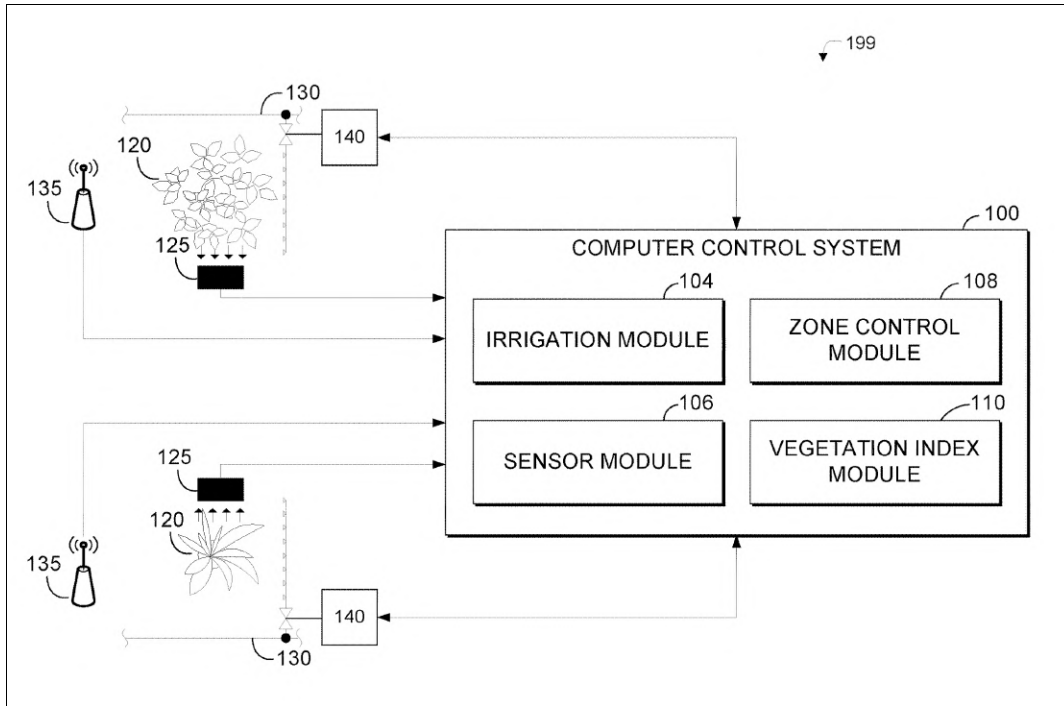 199
130
140
120
135
125
100
COMPUTER CONTROL SYSTEM
104
IRRIGATION MODULE
108
ZONE CONTROL
MODULE
106
SENSOR MODULE
110
VEGETATION INDEX
MODULE
125
120
135
140
130